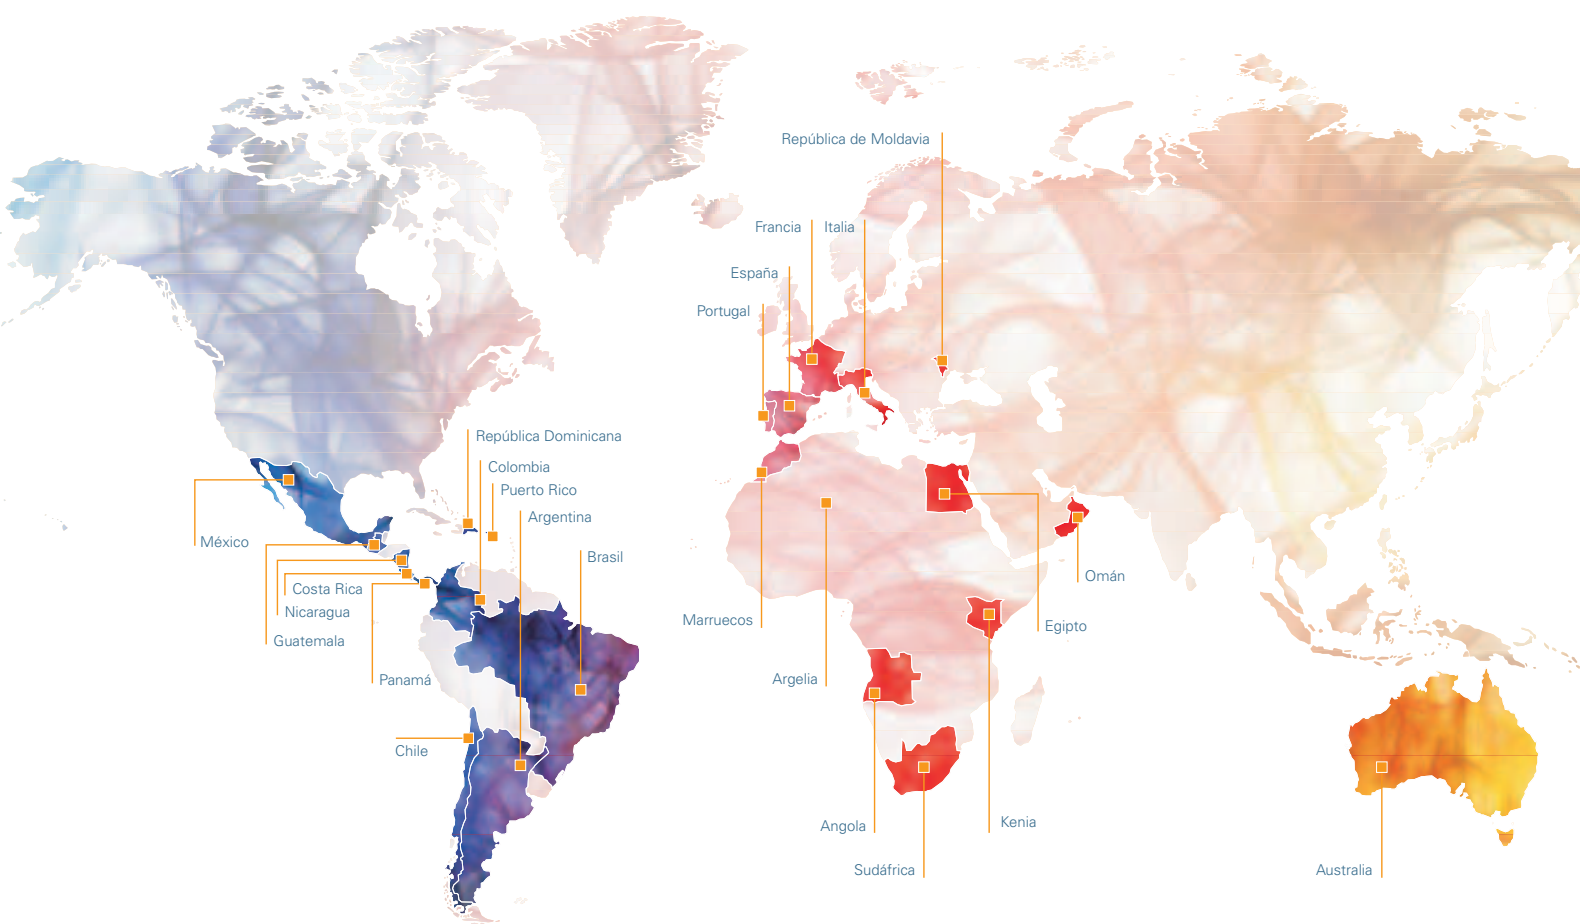 República de Moldavia
Francia
Italia
España
Portugal
República Dominicana
Colombia
Puerto Rico
Argentina
México
Brasil
Omán
Costa Rica
Nicaragua
Marruecos
Egipto
Guatemala
Panamá
Argelia
Chile
Angola
Kenia
Sudáfrica
Australia